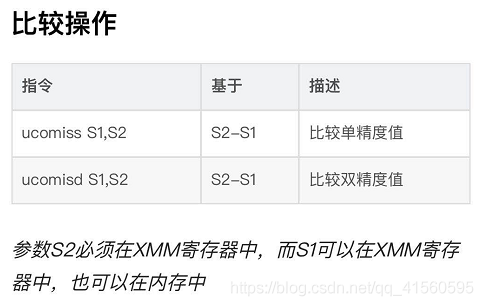 比较操作
指令 基于 描述
ucomiss S1,S2 S2-S1 比较单精度值
ucomisd S1,S2 S2-S1 比较双精度值
参数S2必须在XMM寄存器中，而S1可以在XMM寄存
器中，也可以在内存中
https://blog.csdn.net/qq_41560595